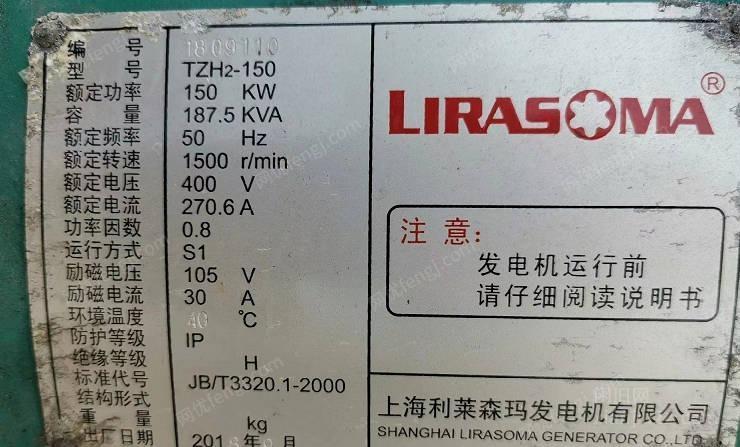 编 号 1809110
型 号 TZH2-150
额定功率 150 KW
容 量 187.5 KVA
额定频率 50 Hz
额定转速 1500 r/min
额定电压 400 V
额定电流 270.6 A
功率因数 0.8
运行方式 S1
励磁电压 105 V
励磁电流 30 A
环境温度 40 ℃
防护等级 IP
绝缘等级 H
标准代号 JB/T3320.1-2000
结构形式
重 量 kg
出厂日期 2018年 月
LIRASOMA®
注 意:
发电机运行前
请仔细阅读说明书
上海利莱森玛发电机有限公司
SHANGHAI LIRASOMA GENERATOR CO.,LTD.